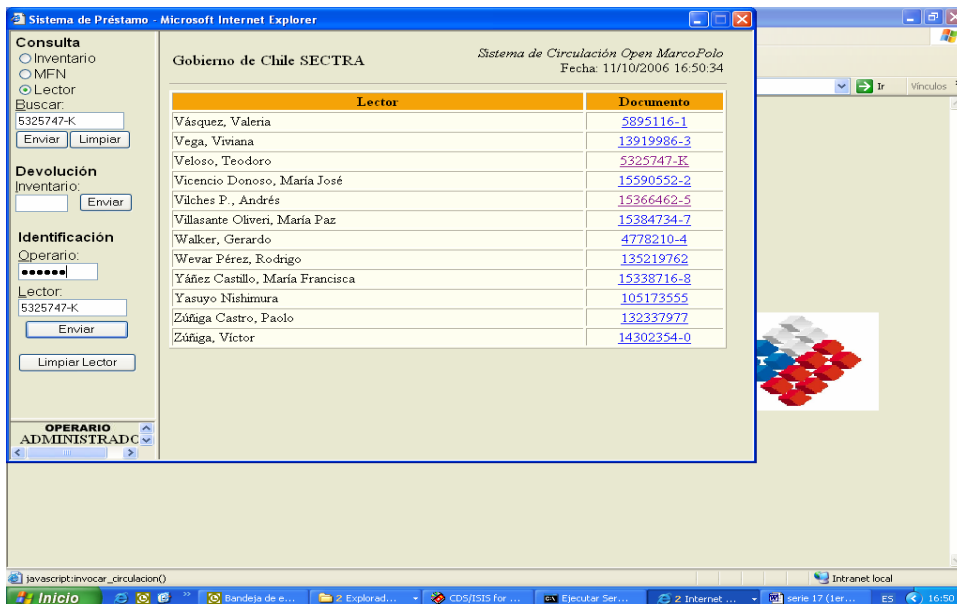 Sistema de Préstamo - Microsoft Internet Explorer
Consulta
Inventario
MFN
Lector
Buscar:
5325747-K
Enviar Limpiar
Devolución
Inventario:
Enviar
Identificación
Operario:
●●●●●●
Lector:
5325747-K
Enviar
Limpiar Lector
OPERARIO
ADMINISTRADO
Gobierno de Chile SECTRA
Sistema de Circulación Open MarcoPolo
Fecha: 11/10/2006 16:50:34
Lector Documento
Vásquez, Valeria 5895116-1
Vega, Viviana 13919986-3
Veloso, Teodoro 5325747-K
Vicencio Donoso, María José 15590552-2
Vilches P., Andrés 15366462-5
Villasante Oliveri, María Paz 15384734-7
Walker, Gerardo 4778210-4
Wevar Pérez, Rodrigo 135219762
Yáñez Castillo, María Francisca 15338716-8
Yasuyo Nishimura 105173555
Zúñiga Castro, Paolo 132337977
Zúñiga, Víctor 14302354-0
Ir Vínculos
javascript:invocar_circulacion() Intranet local
Inicio Bandeja de e... 2 Explorad... CDS/ISIS for ... Ejecutar Ser... 2 Internet ... serie 17 (1er... ES 16:50